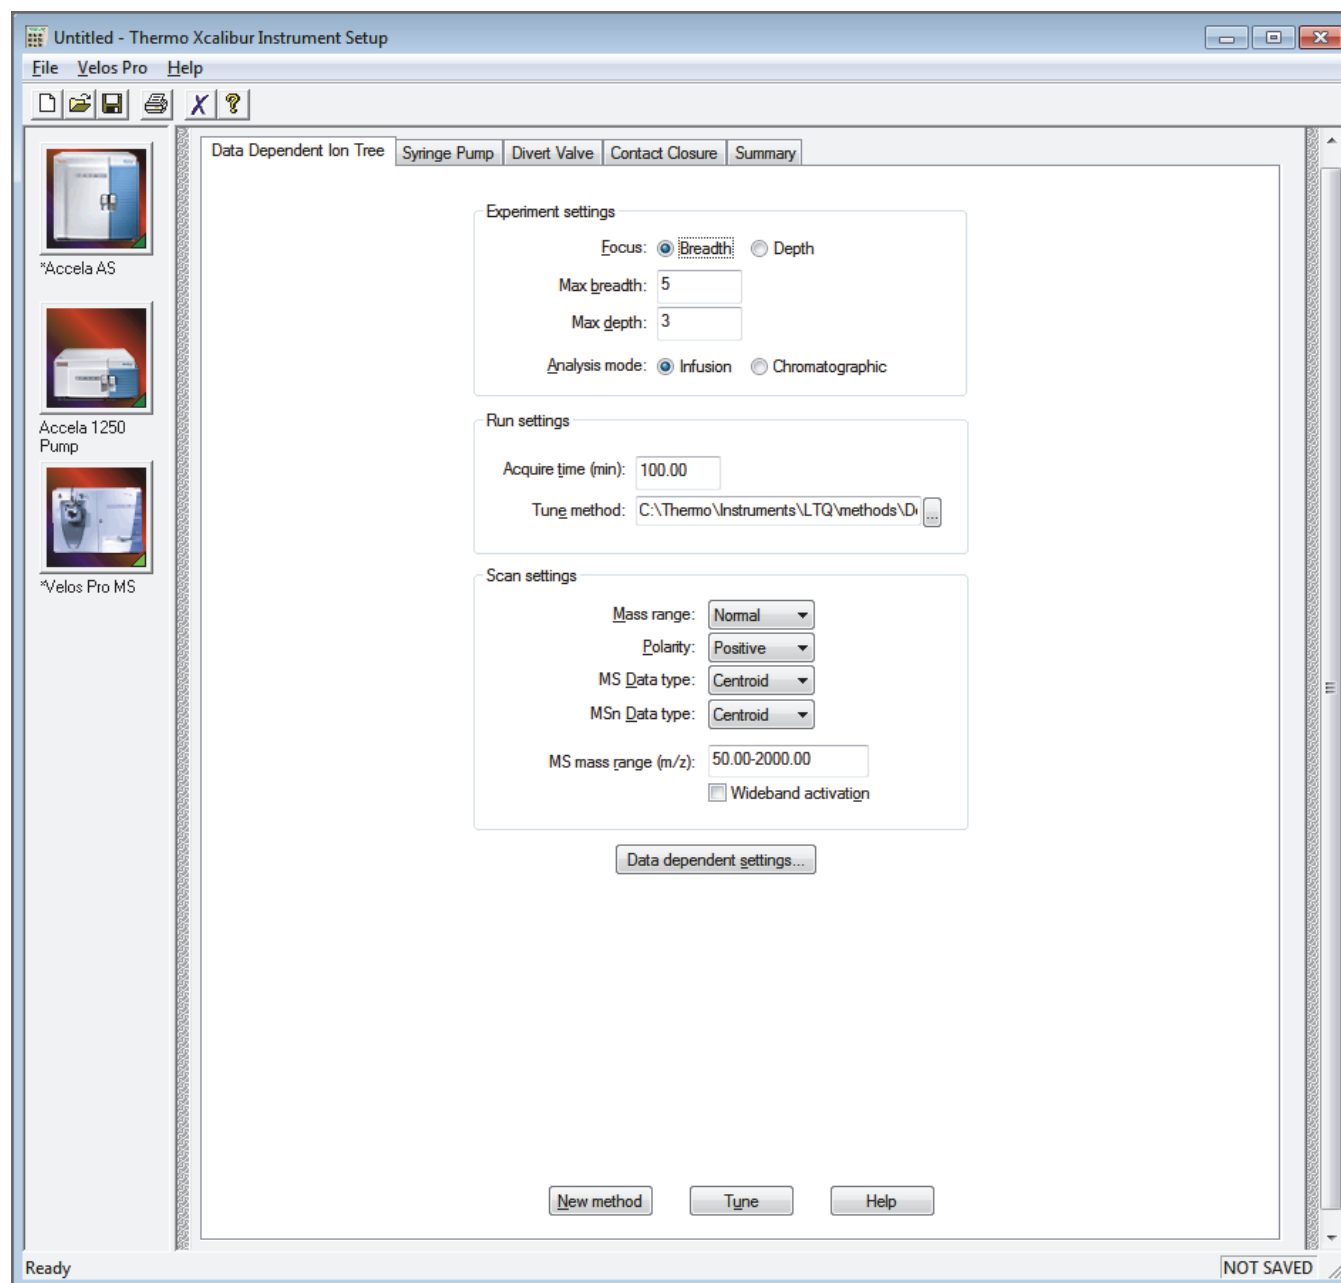 Untitled - Thermo Xcalibur Instrument Setup
File Velos Pro Help
Data Dependent Ion Tree Syringe Pump Divert Valve Contact Closure Summary
*Accela AS
Accela 1250
Pump
*Velos Pro MS
Experiment settings
Focus: Breadth Depth
Max breadth: 5
Max depth: 3
Analysis mode: Infusion Chromatographic
Run settings
Acquire time (min): 100.00
Tune method: C:\Thermo\Instruments\LTQ\methods\D ...
Scan settings
Mass range: Normal
Polarity: Positive
MS Data type: Centroid
MSn Data type: Centroid
MS mass range (m/z): 50.00-2000.00
Wideband activation
Data dependent settings...
New method Tune Help
Ready NOT SAVED